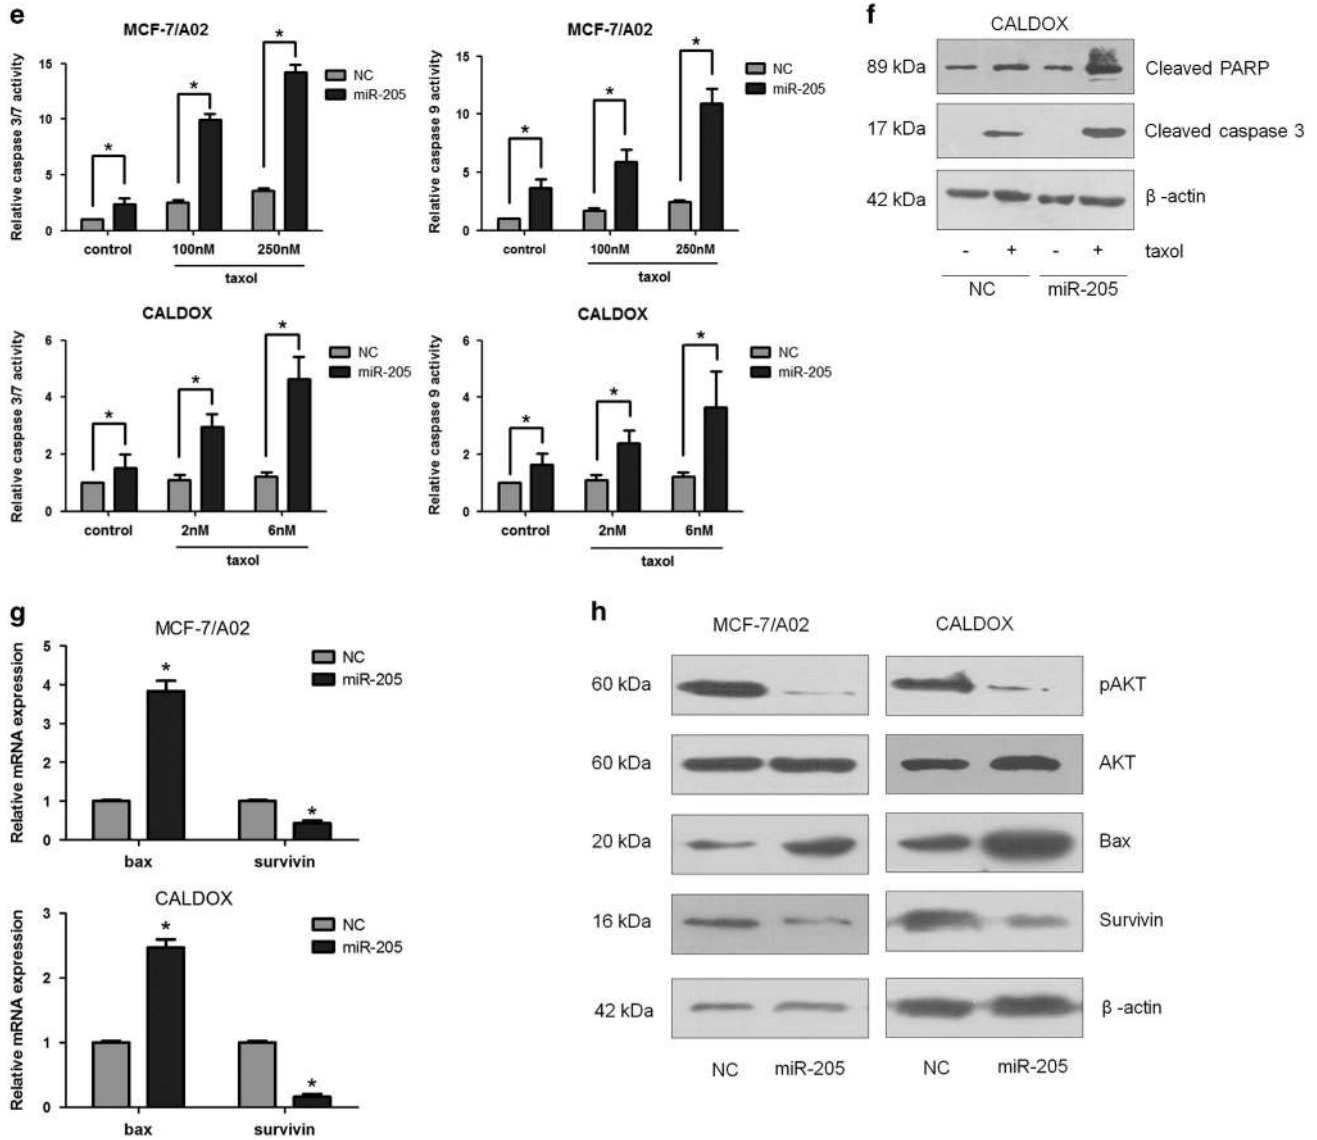 e
MCF-7/A02
Relative caspase 3/7 activity
15
10
5
0
*
*
*
NC
miR-205
control 100nM 250nM
taxol
MCF-7/A02
Relative caspase 9 activity
15
10
5
0
*
*
*
NC
miR-205
control 100nM 250nM
taxol
CALDOX
Relative caspase 3/7 activity
6
4
2
0
*
*
*
NC
miR-205
control 2nM 6nM
taxol
CALDOX
Relative caspase 9 activity
6
4
2
0
*
*
*
NC
miR-205
control 2nM 6nM
taxol
f
CALDOX
89 kDa Cleaved PARP
17 kDa Cleaved caspase 3
42 kDa β -actin
- + - + taxol
NC miR-205
g
MCF-7/A02
Relative mRNA expression
5
4
3
2
1
0
*
*
NC
miR-205
bax survivin
CALDOX
Relative mRNA expression
3
2
1
0
*
*
NC
miR-205
bax survivin
h
MCF-7/A02 CALDOX
60 kDa pAKT
60 kDa AKT
20 kDa Bax
16 kDa Survivin
42 kDa β -actin
NC miR-205 NC miR-205